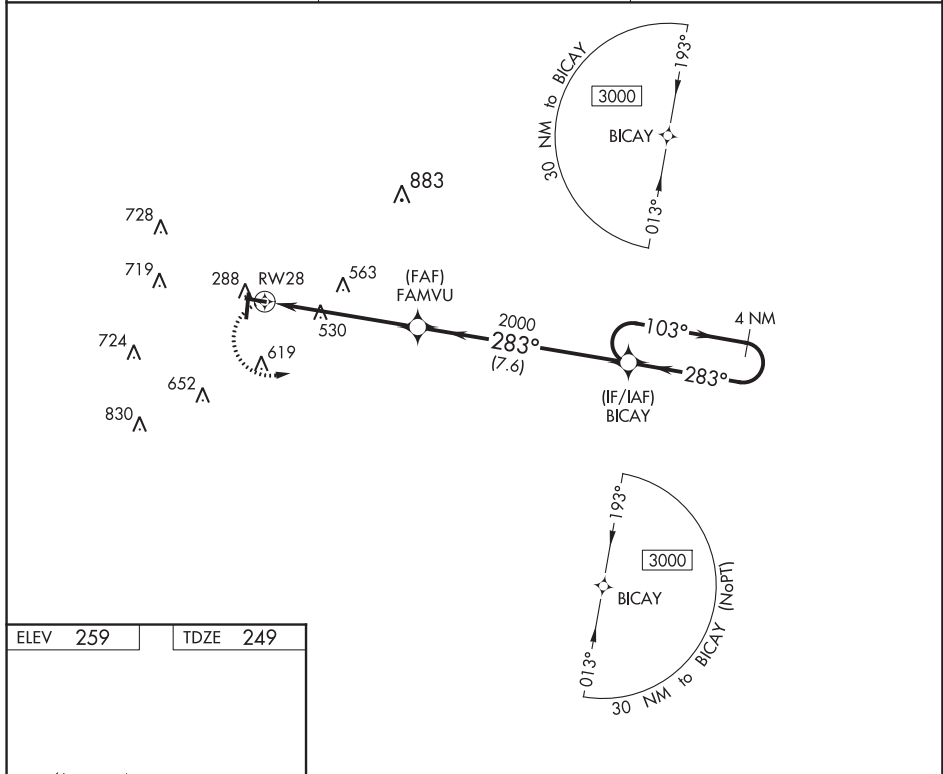 30 NM to BICAY
193°
3000
BICAY
013°
883
728
719
288
RW28
563
(FAF)
FAMVU
530
2000
283°
(7.6)
103°
4 NM
283°
(IF/IAF)
BICAY
724
619
652
830
193°
3000
BICAY
013°
30 NM to BICAY (NoPT)
ELEV 259
TDZE 249